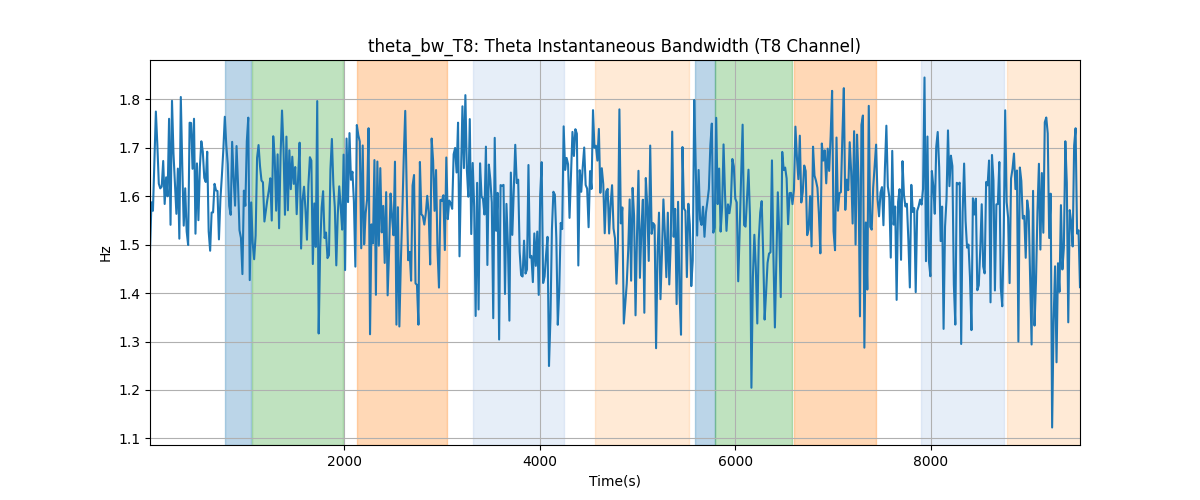 theta_bw_T8: Theta Instantaneous Bandwidth (T8 Channel)
1.8
1.7
1.6
1.5
1.4
1.3
1.2
1.1
Hz
2000 4000 6000 8000
Time(s)